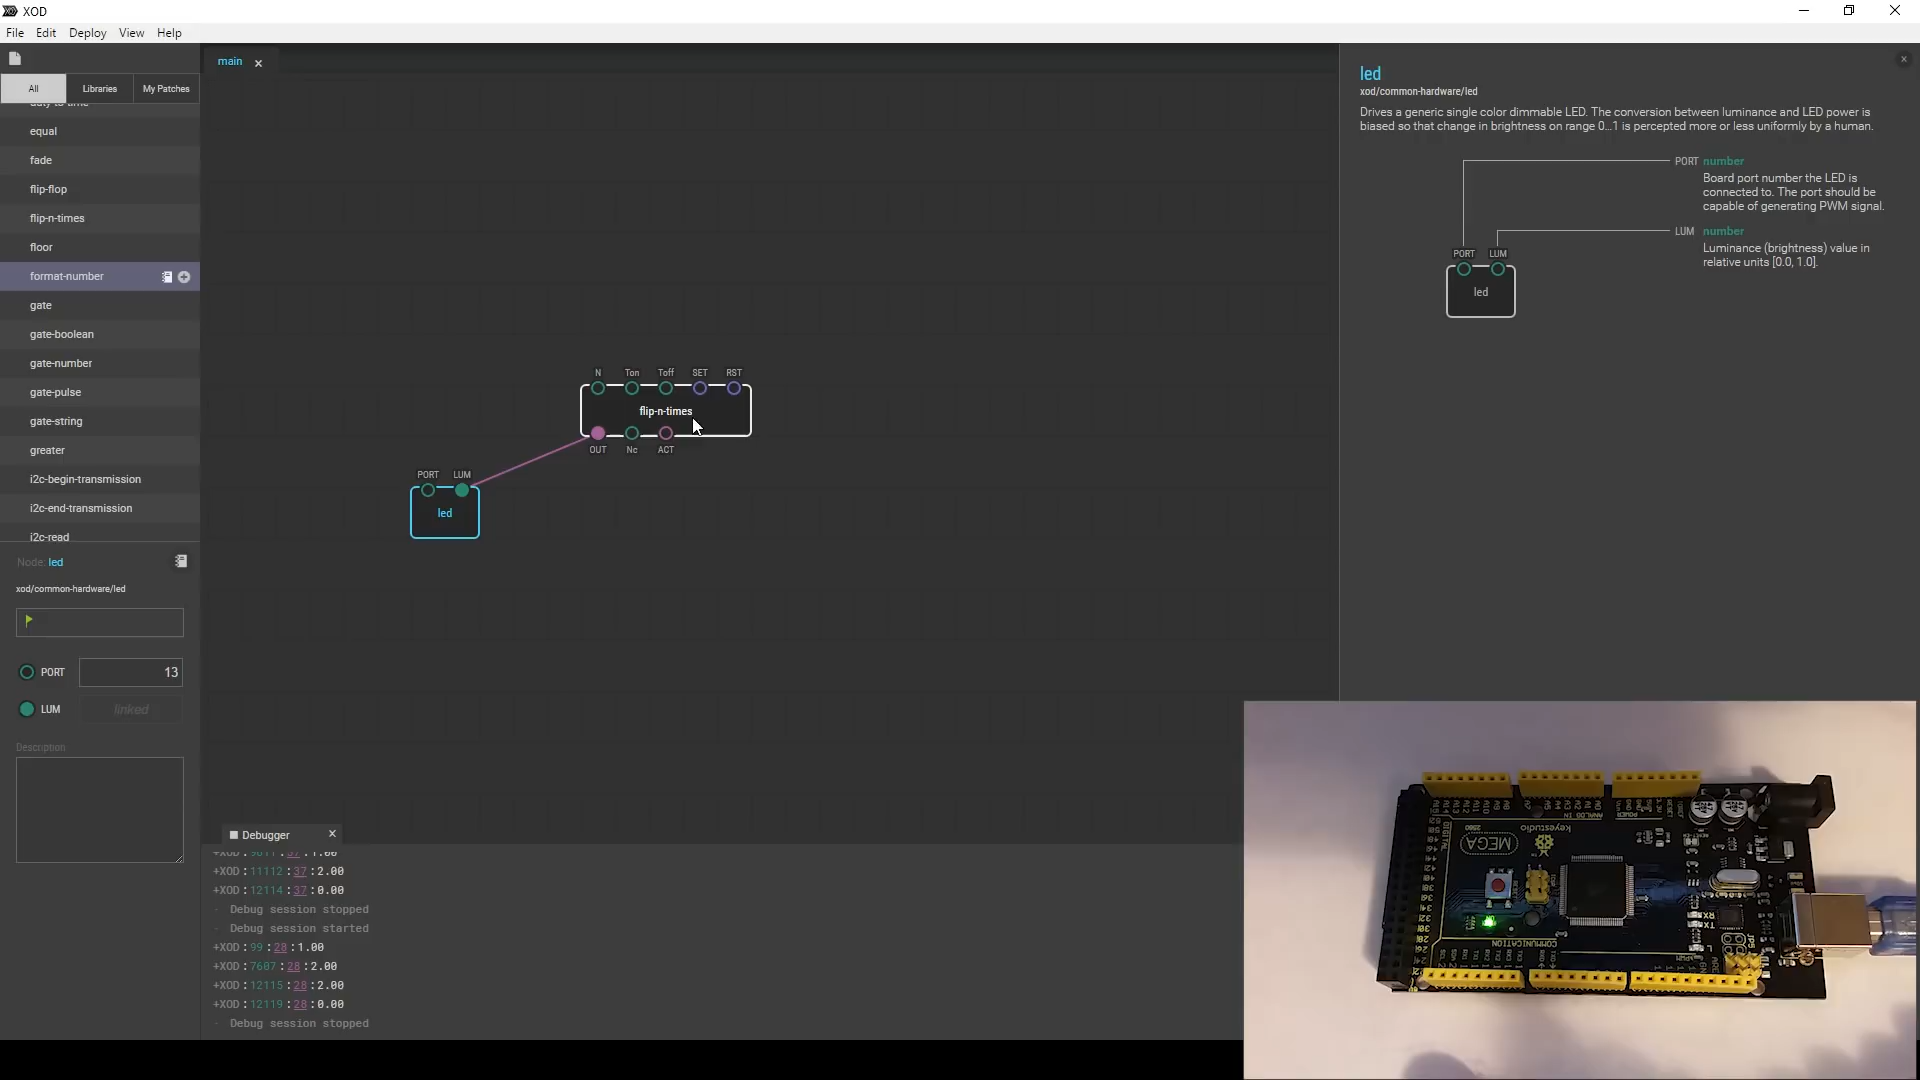 XOD
File Edit Deploy View Help
main
All Libraries My Patches
equal
fade
flip-flop
flip-n-times
floor
format-number
gate
gate-boolean
gate-number
gate-pulse
gate-string
greater
i2c-begin-transmission
i2c-end-transmission
i2c-read
Node: led
xod/common-hardware/led
PORT 13
LUM linked
Description
N Ton Toff SET RST
flip-n-times
OUT Nc ACT
PORT LUM
led
Debugger
+XOD:11112:37:2.00
+XOD:12114:37:0.00
- Debug session stopped
- Debug session started
+XOD:99:28:1.00
+XOD:7607:28:2.00
+XOD:12115:28:2.00
+XOD:12119:28:0.00
- Debug session stopped
led
xod/common-hardware/led
Drives a generic single color dimmable LED. The conversion between luminance and LED power is
biased so that change in brightness on range 0…1 is percepted more or less uniformly by a human.
PORT number
Board port number the LED is
connected to. The port should be
capable of generating PWM signal.
LUM number
Luminance (brightness) value in
relative units [0.0, 1.0].
PORT LUM
led
ANALOG IN
POWER
keyestudio
MEGA
2560
DIGITAL
RESET
COMMUNICATION